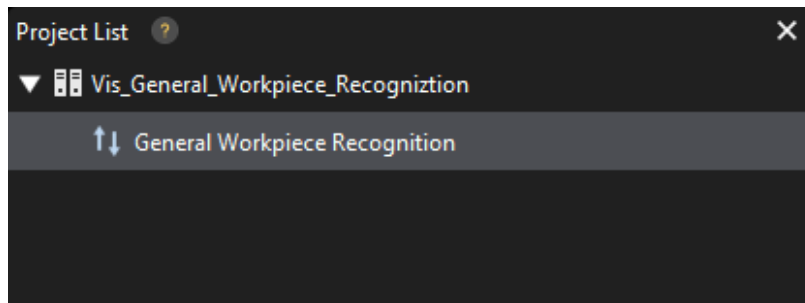 Project List ?
Vis_General_Workpiece_Recogniztion
General Workpiece Recognition